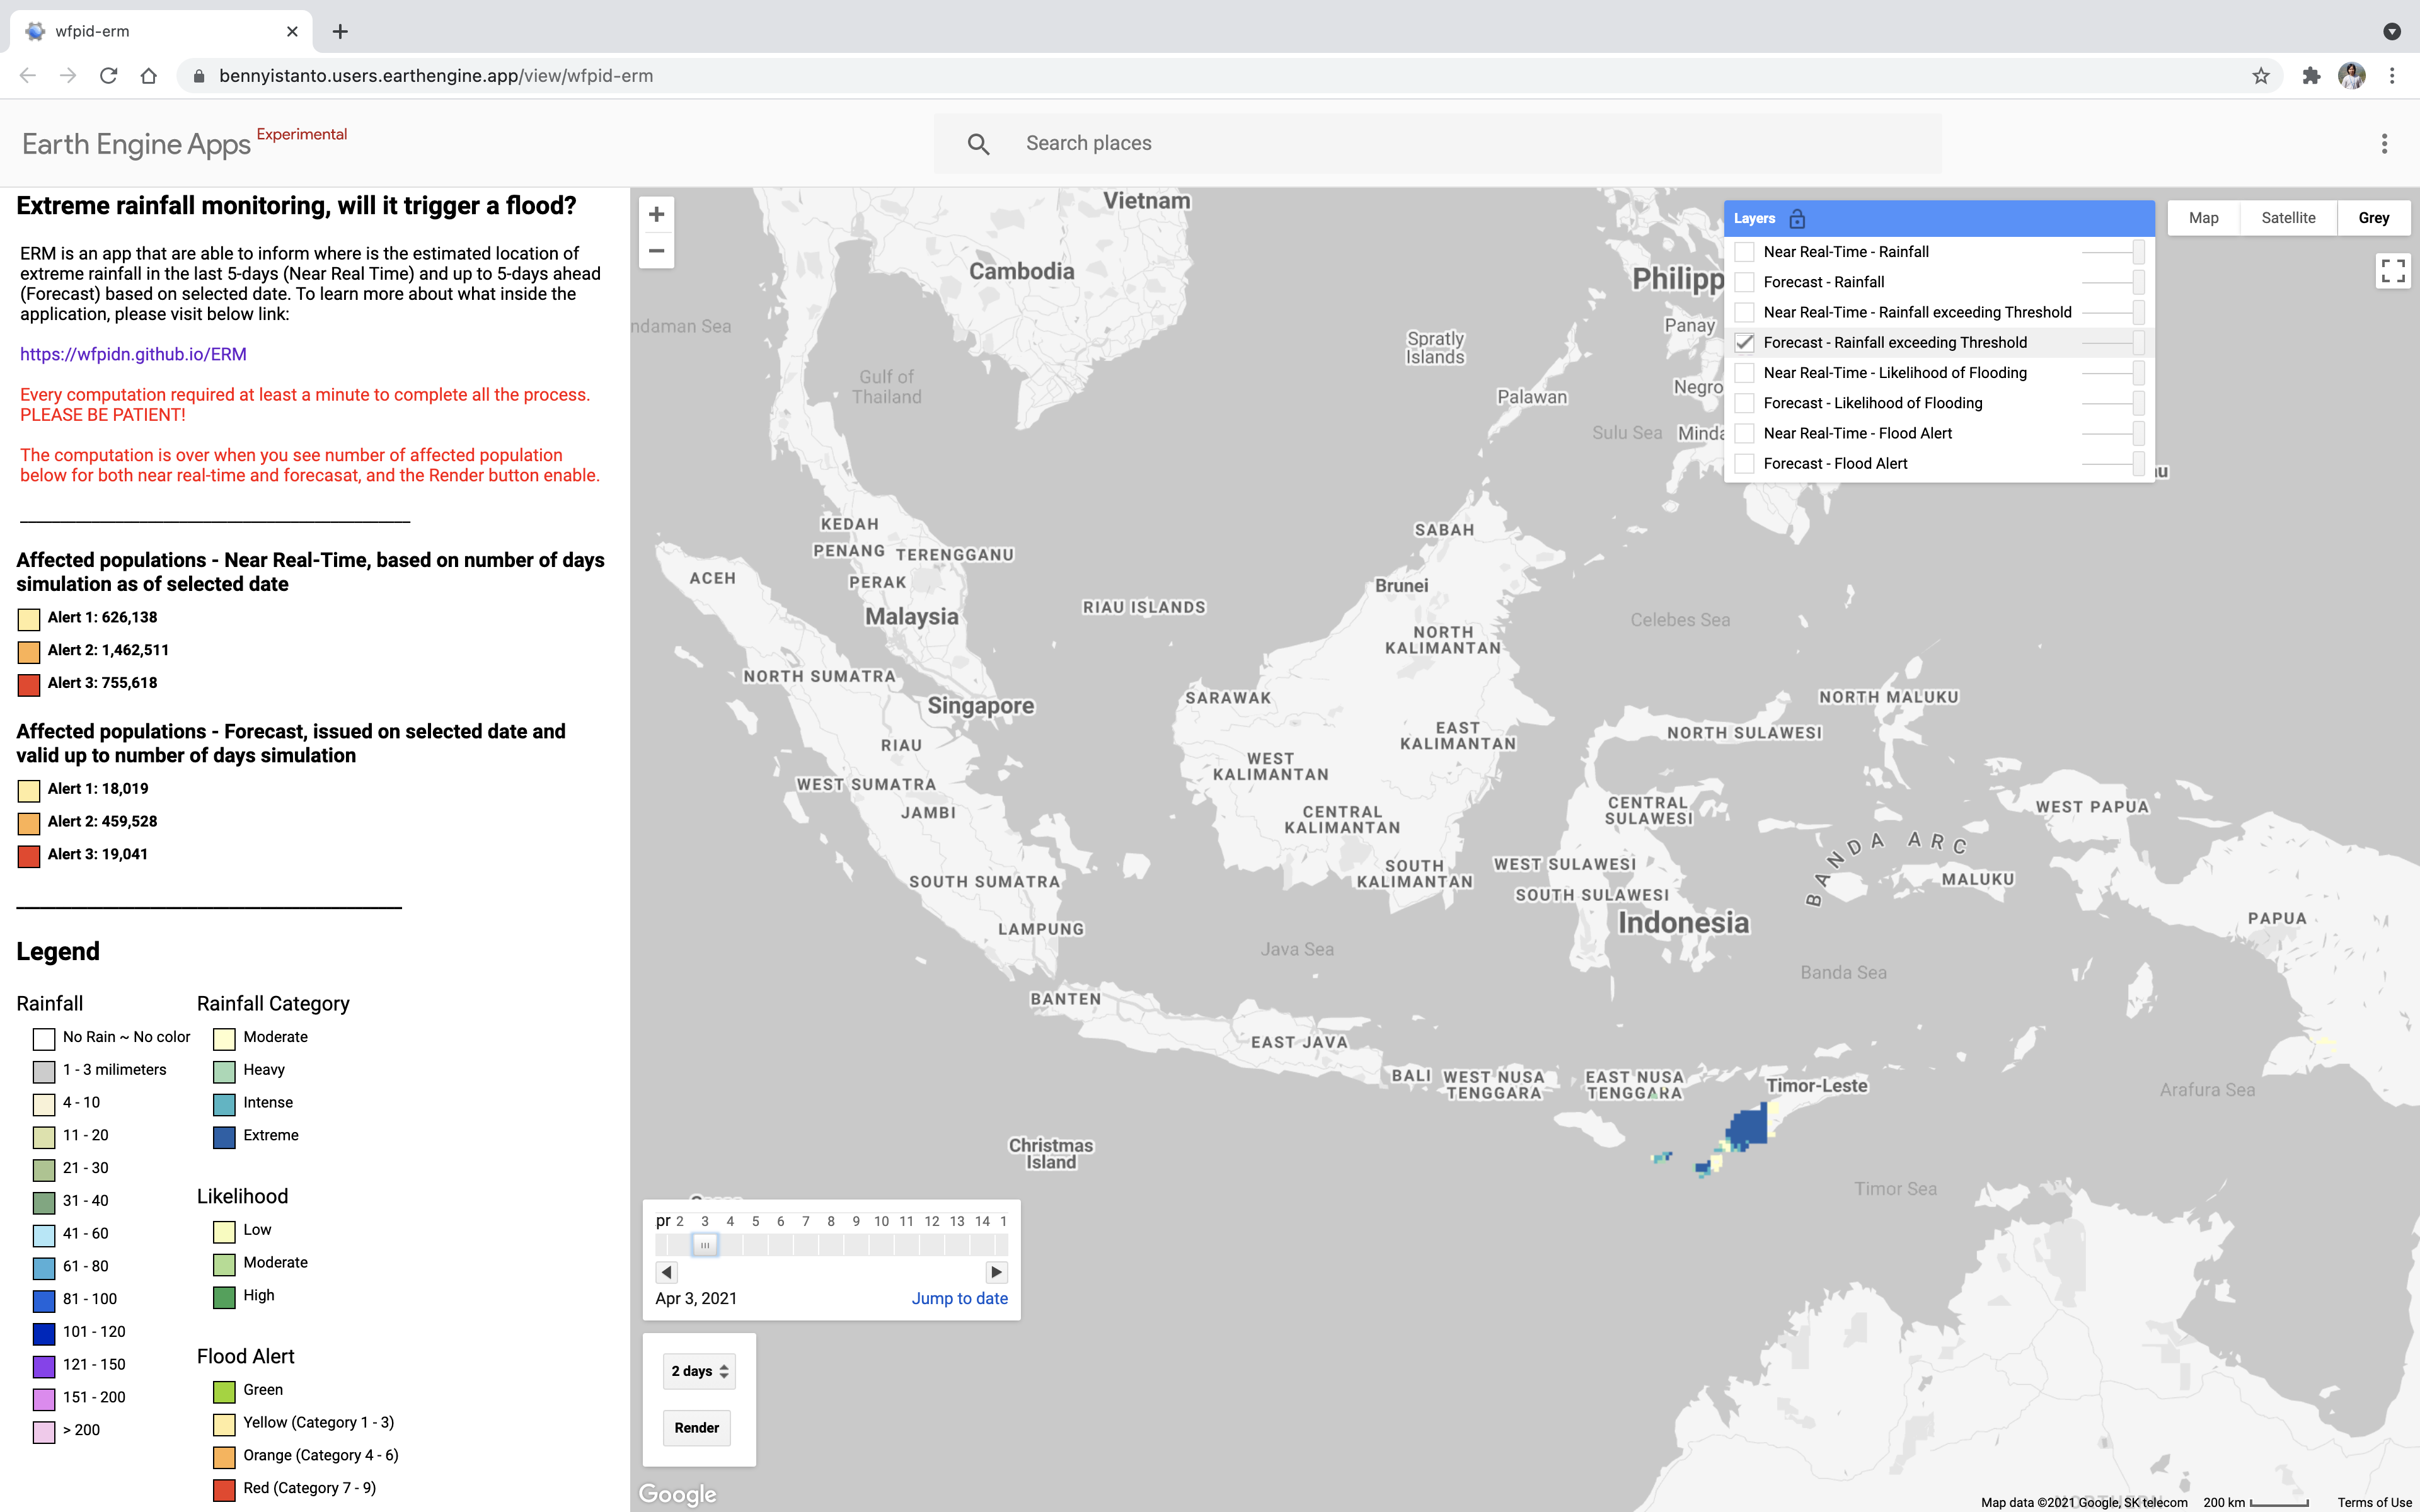 wfpid-erm
bennyistanto.users.earthengine.app/view/wfpid-erm
Earth Engine Apps Experimental
Search places
Extreme rainfall monitoring, will it trigger a flood?
ERM is an app that are able to inform where is the estimated location of
extreme rainfall in the last 5-days (Near Real Time) and up to 5-days ahead
(Forecast) based on selected date. To learn more about what inside the
application, please visit below link:
https://wfpidn.github.io/ERM
Every computation required at least a minute to complete all the process.
PLEASE BE PATIENT!
The computation is over when you see number of affected population
below for both near real-time and forecasat, and the Render button enable.
Affected populations - Near Real-Time, based on number of days
simulation as of selected date
Alert 1: 626,138
Alert 2: 1,462,511
Alert 3: 755,618
Affected populations - Forecast, issued on selected date and
valid up to number of days simulation
Alert 1: 18,019
Alert 2: 459,528
Alert 3: 19,041
Legend
Rainfall
No Rain ~ No color
1 - 3 milimeters
4 - 10
11 - 20
21 - 30
31 - 40
41 - 60
61 - 80
81 - 100
101 - 120
121 - 150
151 - 200
> 200
Rainfall Category
Moderate
Heavy
Intense
Extreme
Likelihood
Low
Moderate
High
Flood Alert
Green
Yellow (Category 1 - 3)
Orange (Category 4 - 6)
Red (Category 7 - 9)
Layers
Near Real-Time - Rainfall
Forecast - Rainfall
Near Real-Time - Rainfall exceeding Threshold
Forecast - Rainfall exceeding Threshold
Near Real-Time - Likelihood of Flooding
Forecast - Likelihood of Flooding
Near Real-Time - Flood Alert
Forecast - Flood Alert
Map Satellite Grey
Vietnam
Cambodia
Philipp
ndaman Sea
Panay
Spratly
Islands
Gulf of
Thailand
Negro
Palawan
Sulu Sea
Minda
au
KEDAH
SABAH
PENANG
TERENGGANU
ACEH
PERAK
Brunei
RIAU ISLANDS
Malaysia
Celebes Sea
NORTH
KALIMANTAN
NORTH SUMATRA
SARAWAK
NORTH MALUKU
Singapore
EAST
KALIMANTAN
NORTH SULAWESI
RIAU
WEST
KALIMANTAN
WEST SUMATRA
CENTRAL
SULAWESI
WEST PAPUA
JAMBI
CENTRAL
KALIMANTAN
BANDA ARC
SOUTH
KALIMANTAN
WEST SULAWESI
MALUKU
SOUTH SUMATRA
SOUTH SULAWESI
Indonesia
PAPUA
LAMPUNG
Java Sea
Banda Sea
BANTEN
EAST JAVA
BALI
WEST NUSA
TENGGARA
EAST NUSA
TENGGARA
Timor-Leste
Arafura Sea
Christmas
Island
Timor Sea
pr 2 3 4 5 6 7 8 9 10 11 12 13 14 1
Apr 3, 2021
Jump to date
2 days
Render
Google
Map data ©2021 Google, SK telecom 200 km Terms of Use